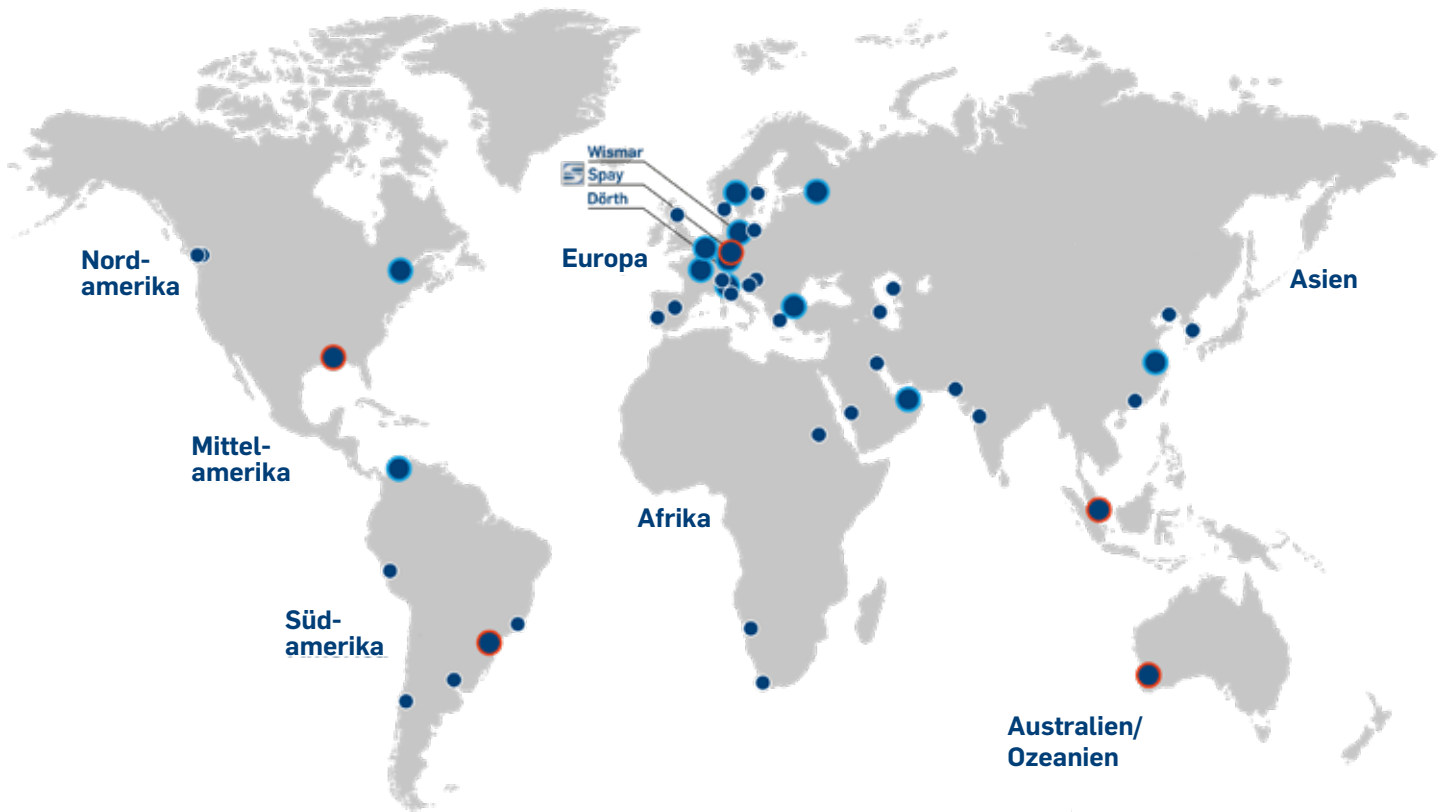 Wismar
Spay
Dörth
Nord-
amerika
Europa
Asien
Mittel-
amerika
Afrika
Süd-
amerika
Australien/
Ozeanien